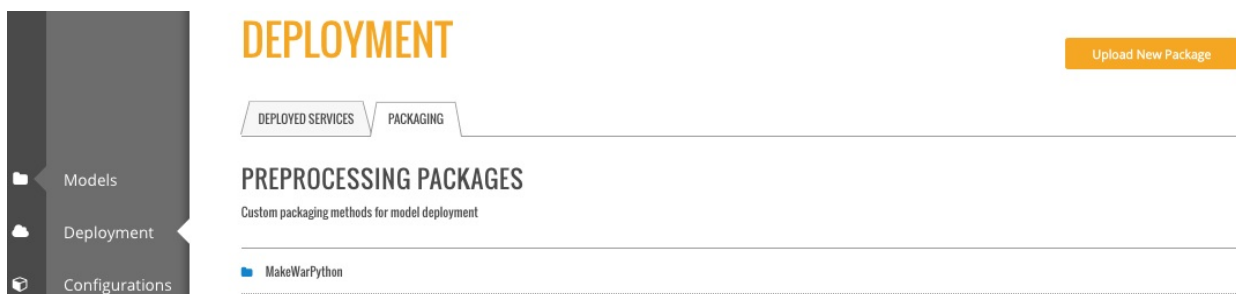 DEPLOYMENT
Upload New Package
DEPLOYED SERVICES
PACKAGING
Models
Deployment
Configurations
PREPROCESSING PACKAGES
Custom packaging methods for model deployment
MakeWarPython